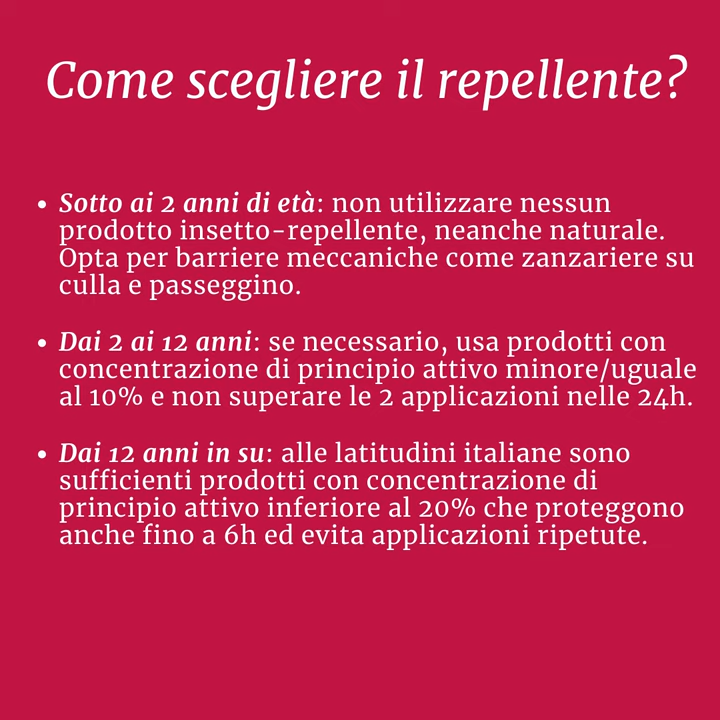 Come scegliere il repellente?
• Sotto ai 2 anni di età: non utilizzare nessun
prodotto insetto-repellente, neanche naturale.
Opta per barriere meccaniche come zanzariere su
culla e passeggino.
• Dai 2 ai 12 anni: se necessario, usa prodotti con
concentrazione di principio attivo minore/uguale
al 10% e non superare le 2 applicazioni nelle 24h.
• Dai 12 anni in su: alle latitudini italiane sono
sufficienti prodotti con concentrazione di
principio attivo inferiore al 20% che proteggono
anche fino a 6h ed evita applicazioni ripetute.